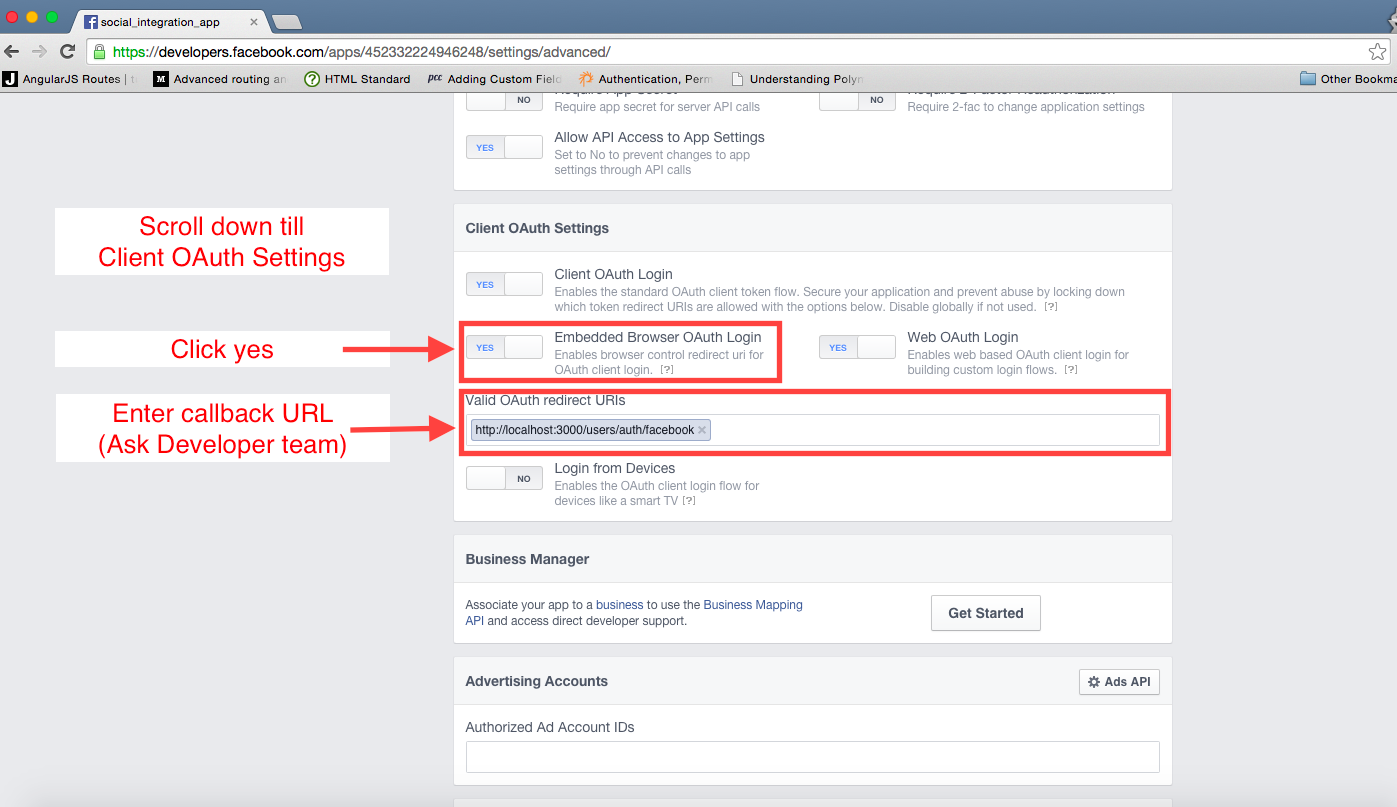 social_integration_app
https://developers.facebook.com/apps/452332224946248/settings/advanced/
AngularJS Routes | Advanced routing an HTML Standard Adding Custom Field Authentication, Perm Understanding Polyn Other Bookma
NO Require app secret for server API calls
NO Require 2-fac to change application settings
YES Allow API Access to App Settings
Set to No to prevent changes to app
settings through API calls
Scroll down till
Client OAuth Settings
Client OAuth Settings
YES Client OAuth Login
Enables the standard OAuth client token flow. Secure your application and prevent abuse by locking down
which token redirect URIs are allowed with the options below. Disable globally if not used. [?]
Click yes
YES Embedded Browser OAuth Login
Enables browser control redirect uri for
OAuth client login. [?]
YES Web OAuth Login
Enables web based OAuth client login for
building custom login flows. [?]
Enter callback URL
(Ask Developer team)
Valid OAuth redirect URIs
http://localhost:3000/users/auth/facebook
NO Login from Devices
Enables the OAuth client login flow for
devices like a smart TV [?]
Business Manager
Associate your app to a business to use the Business Mapping
API and access direct developer support.
Get Started
Advertising Accounts
Ads API
Authorized Ad Account IDs